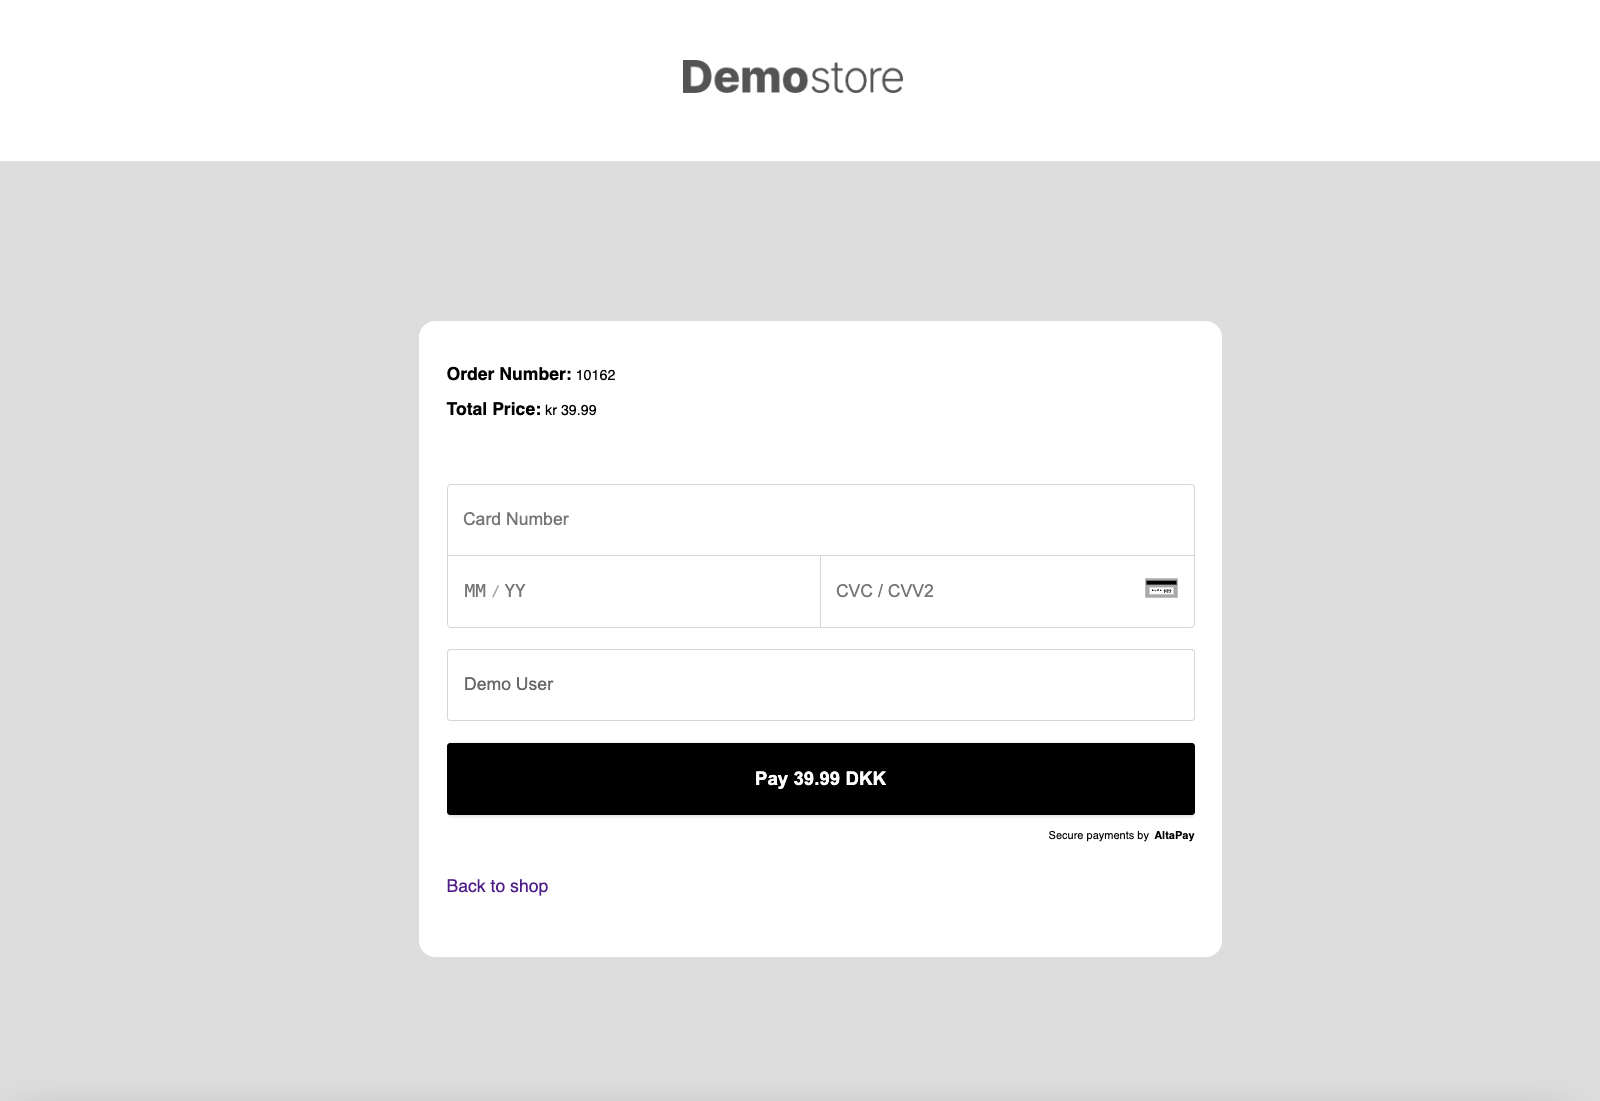 Demostore
Order Number: 10162
Total Price: kr 39.99
Card Number
MM / YY
CVC / CVV2
Demo User
Pay 39.99 DKK
Secure payments by AltaPay
Back to shop